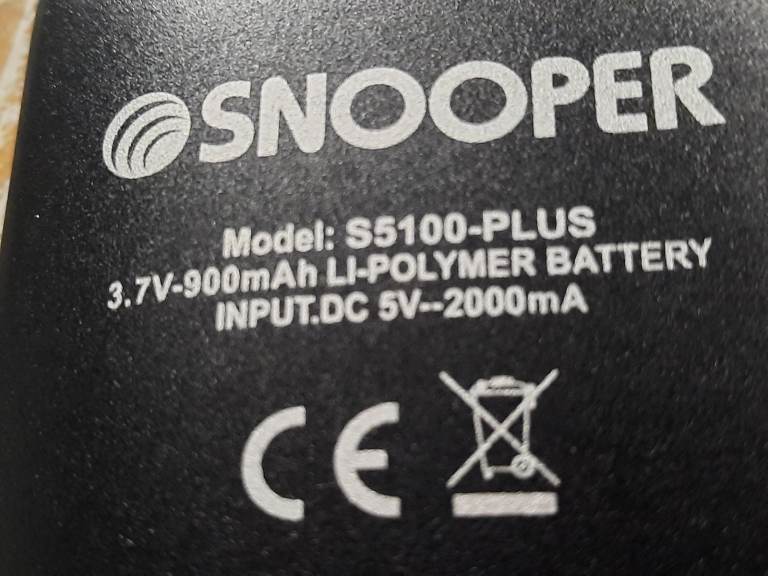 SNOOPER
Model: S5100-PLUS
3.7V-900mAh LI-POLYMER BATTERY
INPUT.DC 5V--2000mA
CE